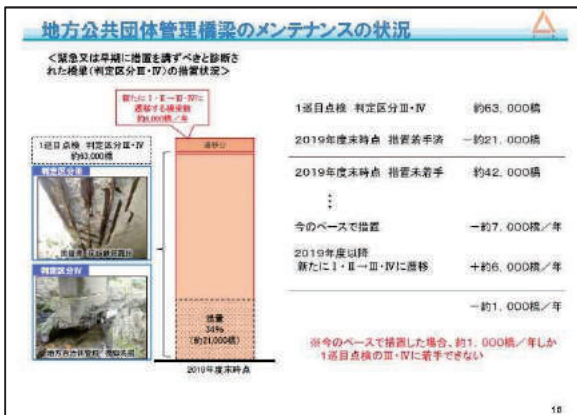 地方公共団体管理橋梁のメンテナンスの状況
<緊急又は早期に措置を講ずべきと診断さ
れた橋梁(判定区分Ⅲ・Ⅳ)の措置状況>
新たにⅠ・Ⅱ→Ⅲ・Ⅳに
遷移する橋梁数
約6,000橋/年
遷移分
1巡目点検 判定区分Ⅲ・Ⅳ
約63,000橋
判定区分Ⅲ
判定区分Ⅳ
措置
34%
(約21,000橋)
2019年度末時点
1巡目点検 判定区分Ⅲ・Ⅳ 約63,000橋
2019年度末時点 措置着手済 -約21,000橋
2019年度末時点 措置未着手 約42,000橋
⋮
今のペースで措置 -約7,000橋/年
2019年度以降
新たにⅠ・Ⅱ→Ⅲ・Ⅳに遷移 +約6,000橋/年
-約1,000橋/年
※今のペースで措置した場合、約1,000橋/年しか
1巡目点検のⅢ・Ⅳに着手できない